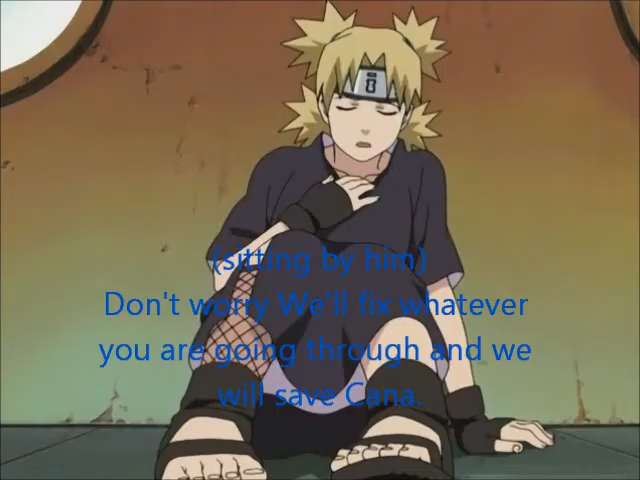 (sitting by him)
Don't worry We'll fix whatever
you are going through and we
will save Cana.